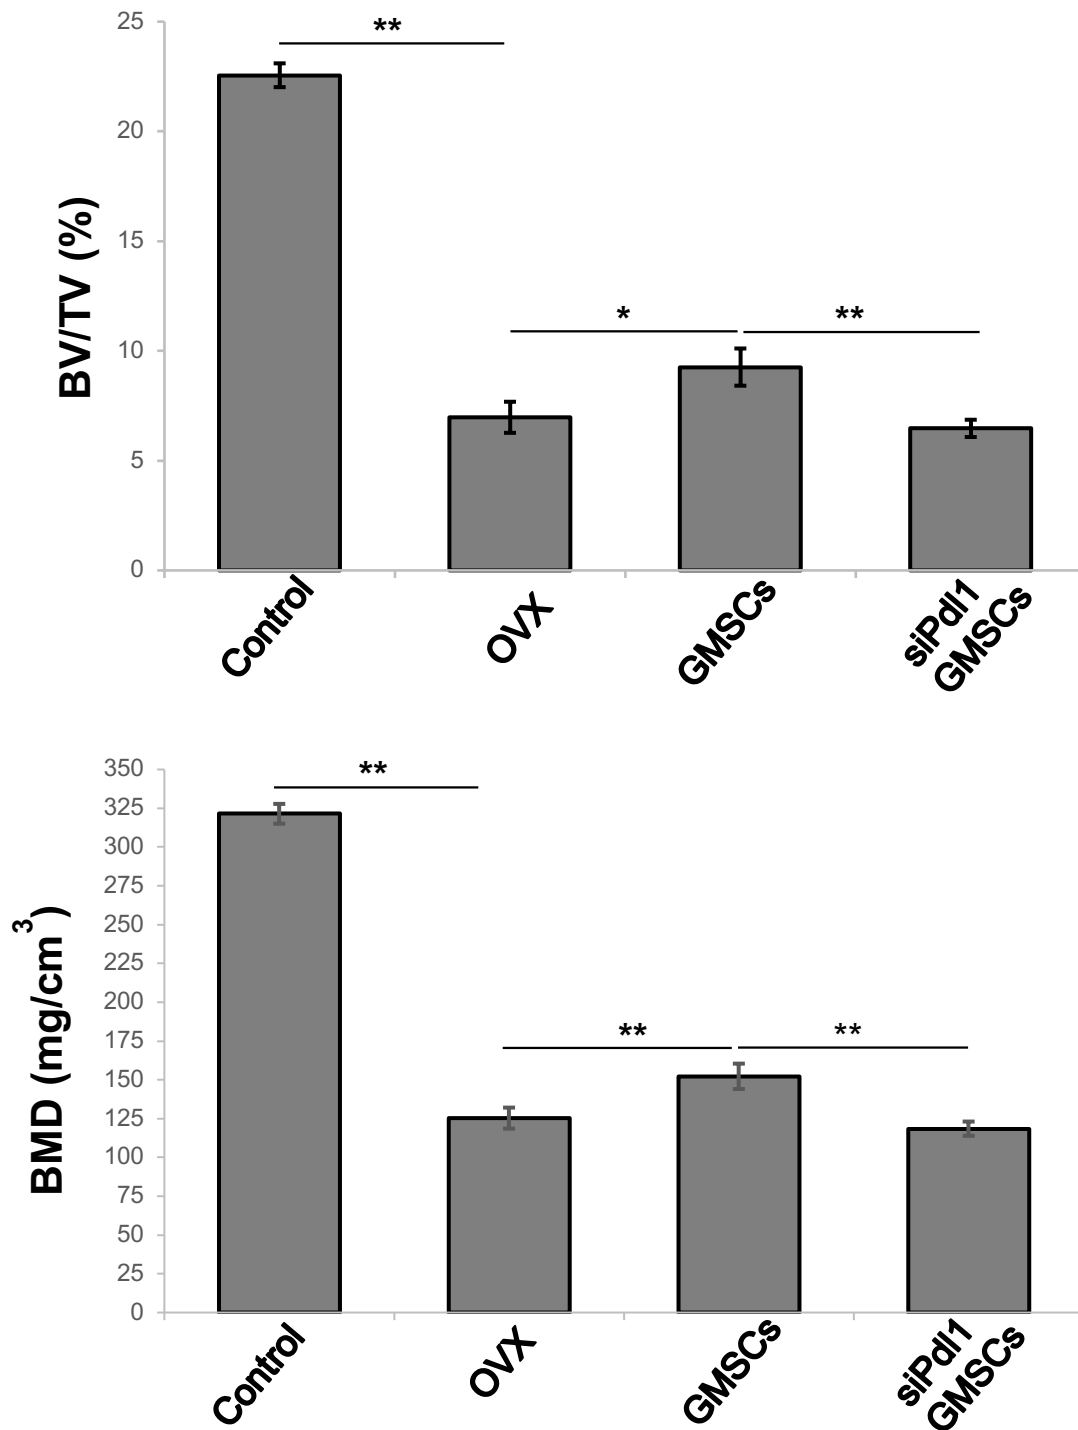 25
20
15
10
5
0
BV/TV (%)
**
*
**
Control
OVX
GMSCs
siPdl1
GMSCs
350
325
300
275
250
225
200
175
150
125
100
75
50
25
0
BMD (mg/cm³)
**
**
**
Control
OVX
GMSCs
siPdl1
GMSCs